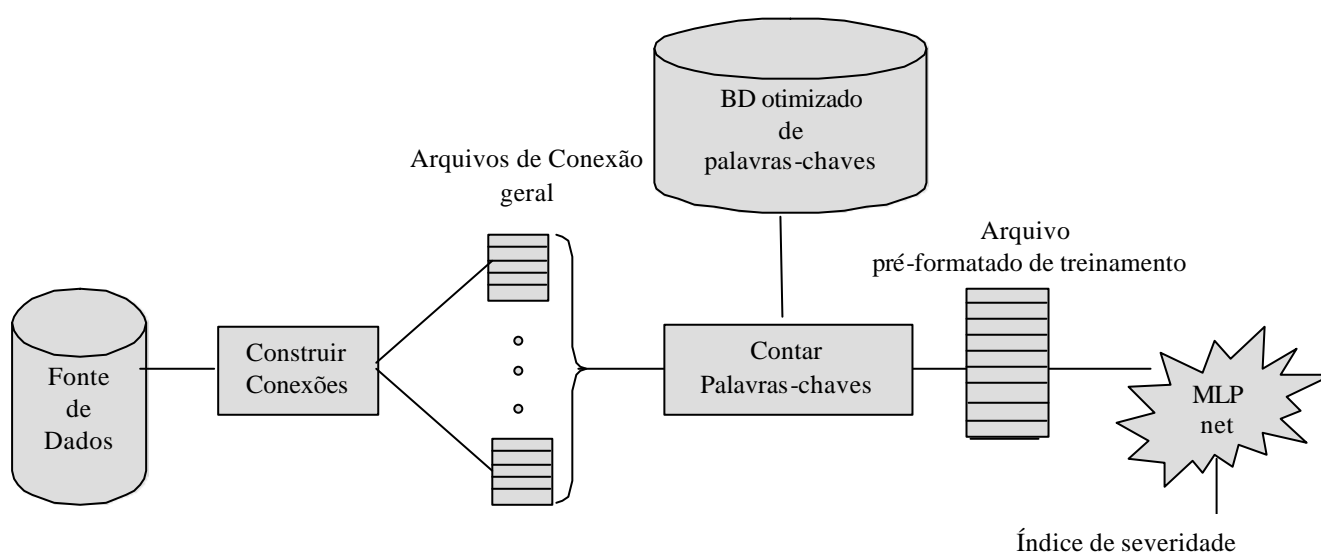 BD otimizado
de
palavras-chaves
Arquivos de Conexão
geral
Arquivo
pré-formatado de treinamento
Fonte
de
Dados
Construir
Conexões
Contar
Palavras-chaves
MLP
net
Índice de severidade